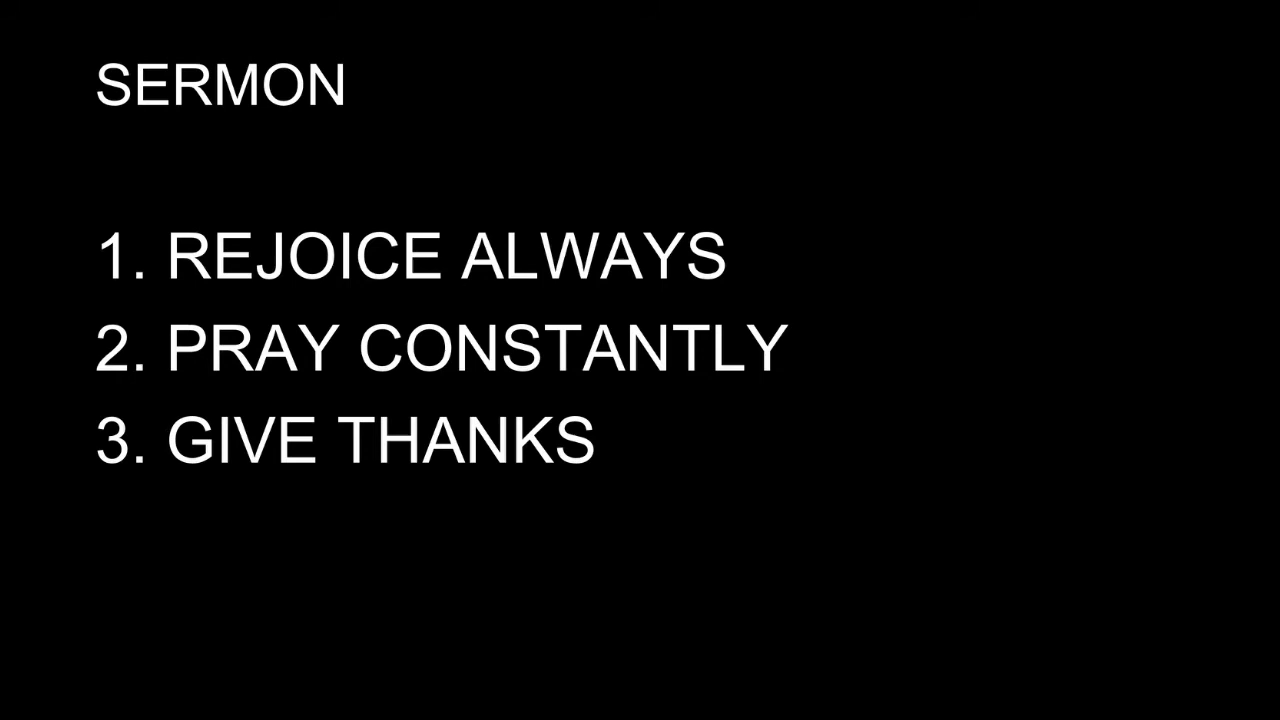 SERMON
1. REJOICE ALWAYS
2. PRAY CONSTANTLY
3. GIVE THANKS